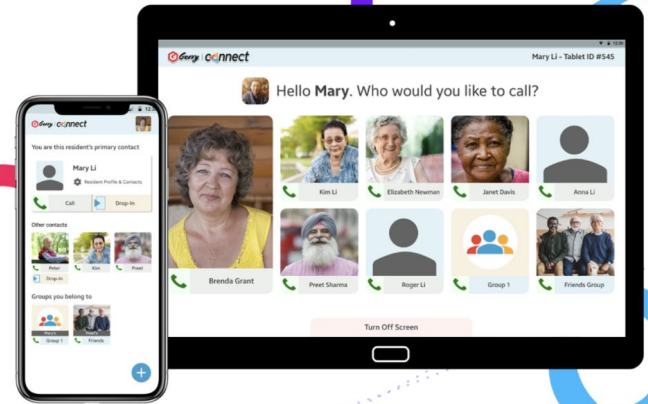 Gerry connect
Mary Li - Tablet ID #545
Hello Mary. Who would you like to call?
Brenda Grant
Kim Li
Elizabeth Newman
Janet Davis
Anna Li
Preet Sharma
Roger Li
Group 1
Friends Group
Turn Off Screen
Gerry connect
You are this resident's primary contact
Mary Li
Resident Profile & Contacts
Call
Drop-In
Other contacts
Peter
Kim
Preet
Drop-In
Groups you belong to
Group 1
Friends